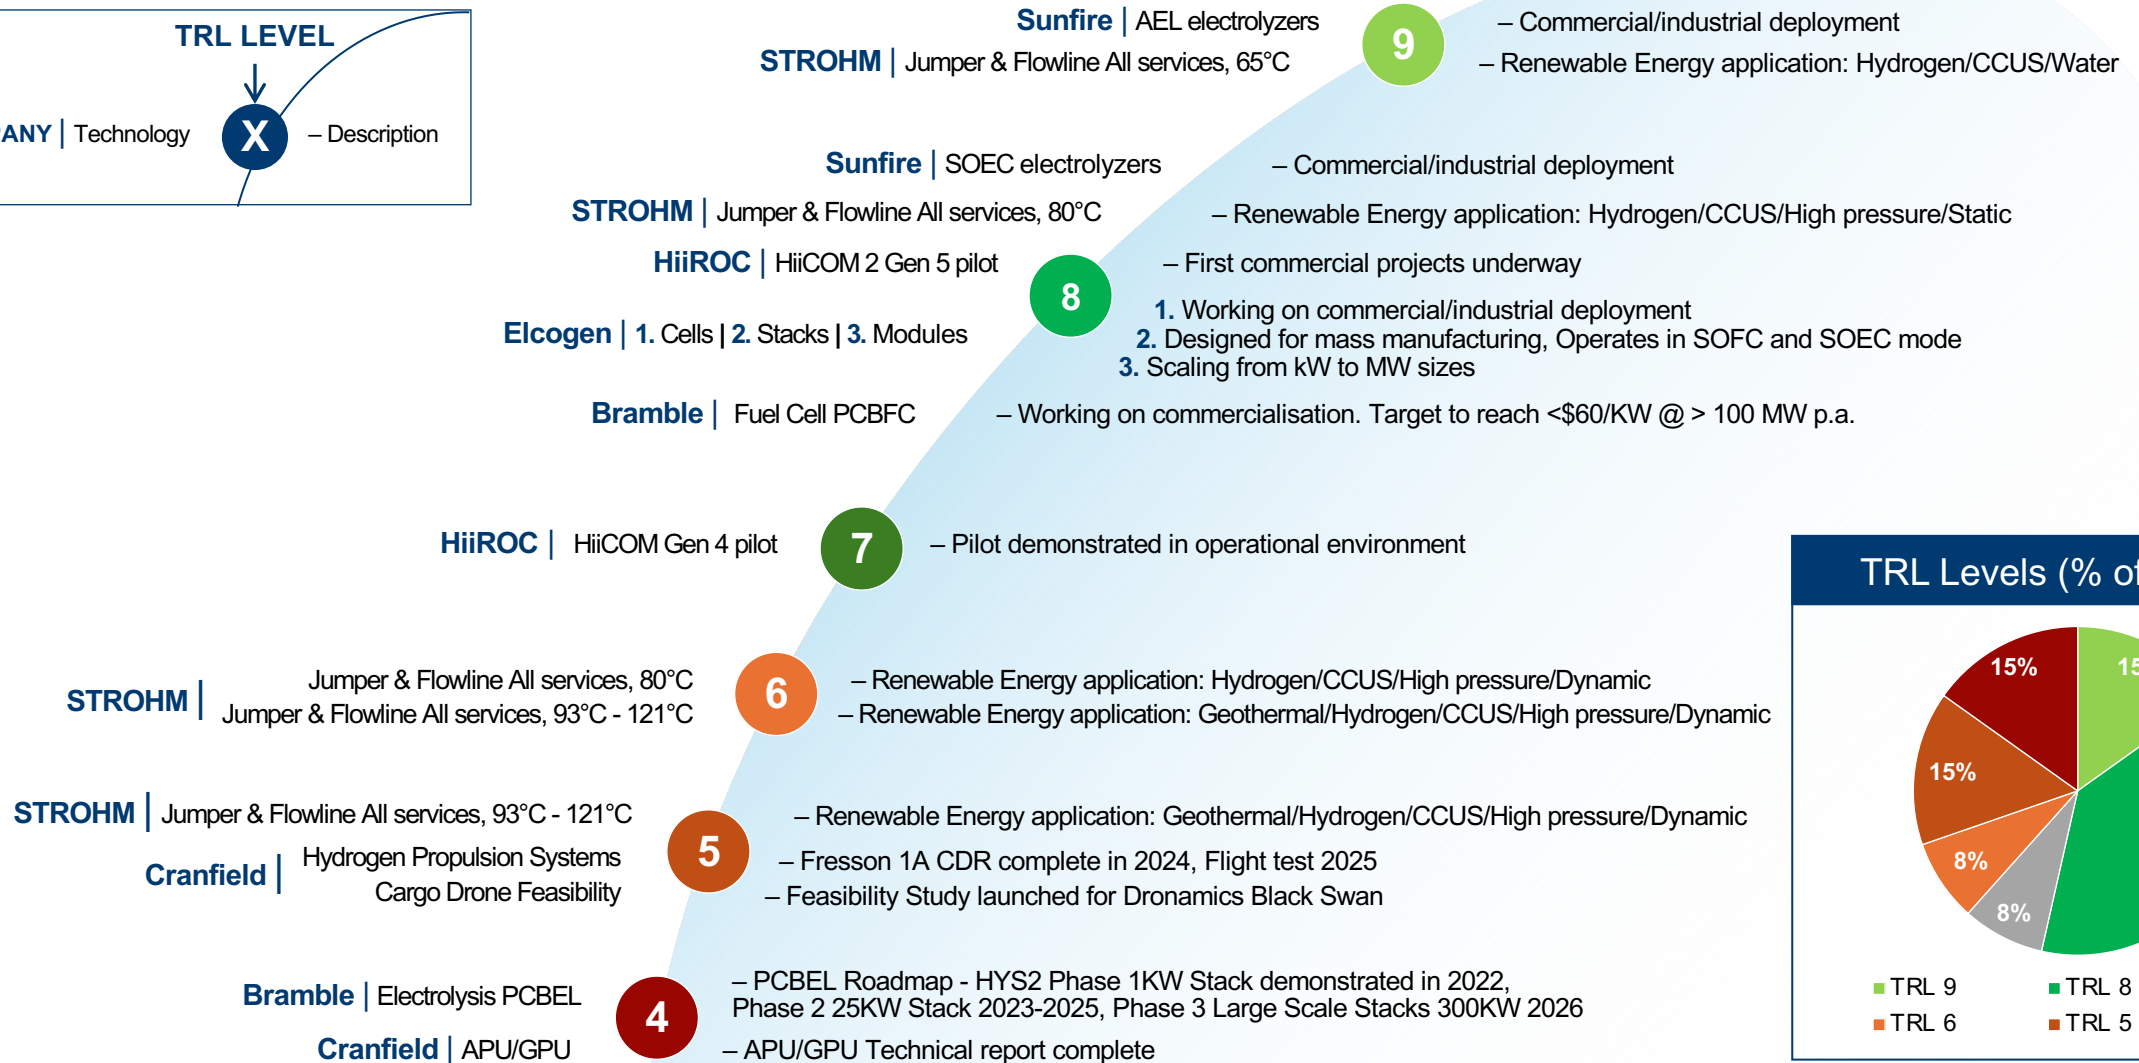 TRL LEVEL
PANY | Technology
X
– Description
Sunfire | AEL electrolyzers
– Commercial/industrial deployment
9
STROHM | Jumper & Flowline All services, 65°C
– Renewable Energy application: Hydrogen/CCUS/Water
Sunfire | SOEC electrolyzers
– Commercial/industrial deployment
STROHM | Jumper & Flowline All services, 80°C
– Renewable Energy application: Hydrogen/CCUS/High pressure/Static
HiiROC | HiiCOM 2 Gen 5 pilot
– First commercial projects underway
8
Elcogen | 1. Cells | 2. Stacks | 3. Modules
1. Working on commercial/industrial deployment
2. Designed for mass manufacturing, Operates in SOFC and SOEC mode
3. Scaling from kW to MW sizes
Bramble | Fuel Cell PCBFC
– Working on commercialisation. Target to reach <$60/KW @ > 100 MW p.a.
HiiROC | HiiCOM Gen 4 pilot
7
– Pilot demonstrated in operational environment
STROHM |
Jumper & Flowline All services, 80°C
Jumper & Flowline All services, 93°C - 121°C
6
– Renewable Energy application: Hydrogen/CCUS/High pressure/Dynamic
– Renewable Energy application: Geothermal/Hydrogen/CCUS/High pressure/Dynamic
STROHM | Jumper & Flowline All services, 93°C - 121°C
– Renewable Energy application: Geothermal/Hydrogen/CCUS/High pressure/Dynamic
5
Cranfield |
Hydrogen Propulsion Systems
Cargo Drone Feasibility
– Fresson 1A CDR complete in 2024, Flight test 2025
– Feasibility Study launched for Dronamics Black Swan
Bramble | Electrolysis PCBEL
4
– PCBEL Roadmap - HYS2 Phase 1KW Stack demonstrated in 2022,
Phase 2 25KW Stack 2023-2025, Phase 3 Large Scale Stacks 300KW 2026
Cranfield | APU/GPU
– APU/GPU Technical report complete
TRL Levels (% of
15%
15
15%
8%
8%
TRL 9
TRL 8
TRL 6
TRL 5